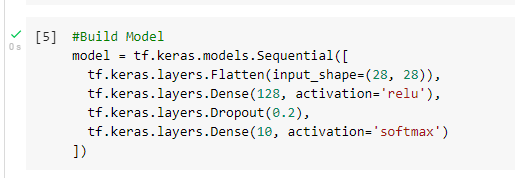 [5] #Build Model
model = tf.keras.models.Sequential([
  tf.keras.layers.Flatten(input_shape=(28, 28)),
  tf.keras.layers.Dense(128, activation='relu'),
  tf.keras.layers.Dropout(0.2),
  tf.keras.layers.Dense(10, activation='softmax')
])
0s